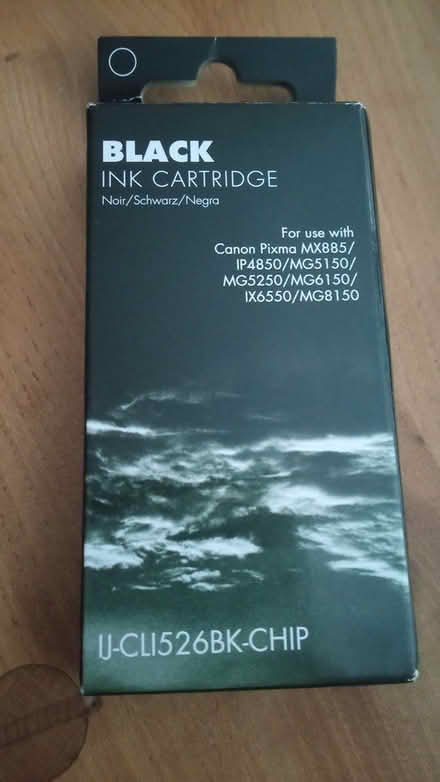 BLACK
INK CARTRIDGE
Noir/Schwarz/Negra
For use with
Canon Pixma MX885/
IP4850/MG5150/
MG5250/MG6150/
IX6550/MG8150
U-CLI526BK-CHIP